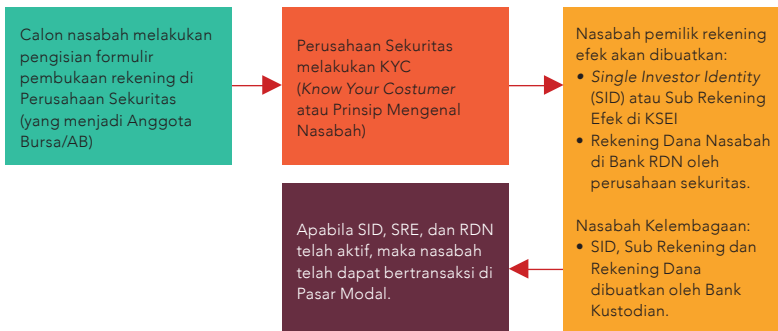 Calon nasabah melakukan
pengisian formulir
pembukaan rekening di
Perusahaan Sekuritas
(yang menjadi Anggota
Bursa/AB)
Perusahaan Sekuritas
melakukan KYC
(Know Your Costumer
atau Prinsip Mengenal
Nasabah)
Nasabah pemilik rekening
efek akan dibuatkan:
• Single Investor Identity
(SID) atau Sub Rekening
Efek di KSEI
• Rekening Dana Nasabah
di Bank RDN oleh
perusahaan sekuritas.
Nasabah Kelembagaan:
• SID, Sub Rekening dan
Rekening Dana
dibuatkan oleh Bank
Kustodian.
Apabila SID, SRE, dan RDN
telah aktif, maka nasabah
telah dapat bertransaksi di
Pasar Modal.